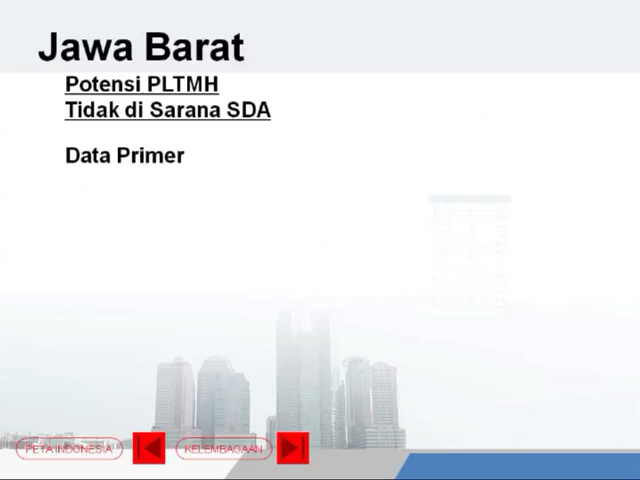 Jawa Barat
Potensi PLTMH
Tidak di Sarana SDA
Data Primer
PETA INDONESIA
KELEMBAGAAN